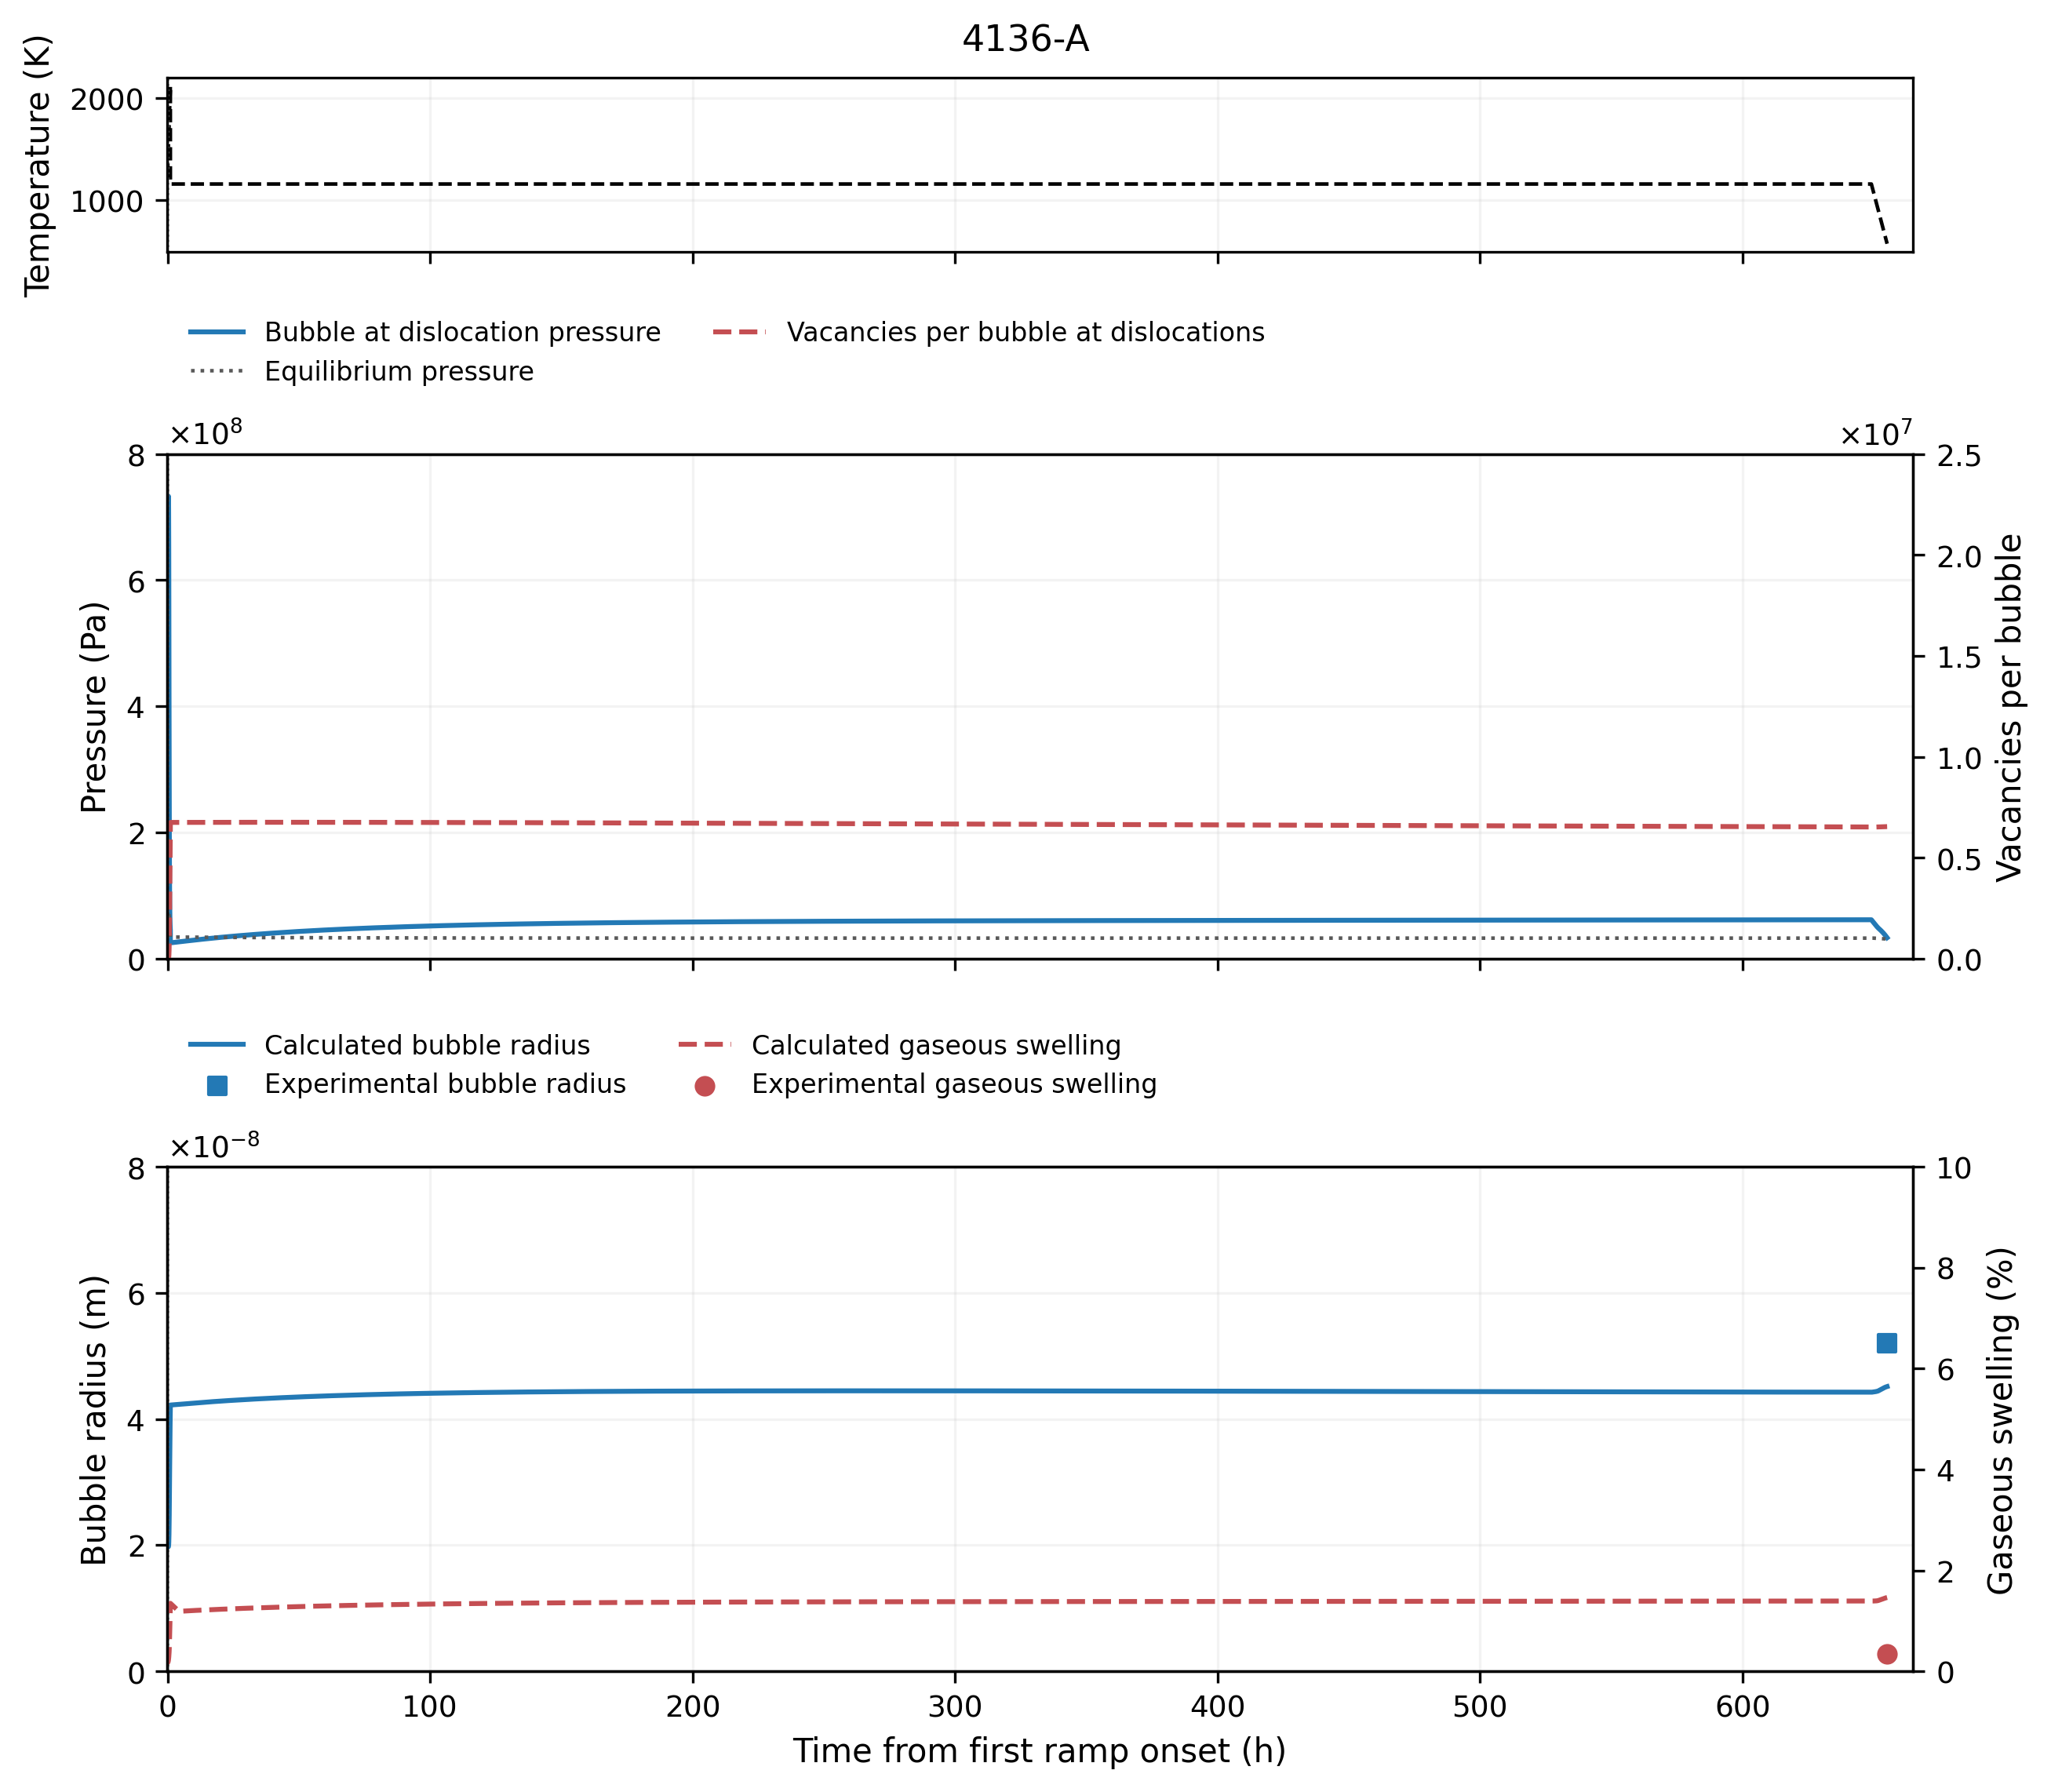 4136-A
Temperature (K)
2000
1000
Bubble at dislocation pressure
Vacancies per bubble at dislocations
Equilibrium pressure
×10⁸
×10⁷
Pressure (Pa)
8
6
4
2
0
2.5
2.0
1.5
1.0
0.5
0.0
Vacancies per bubble
Calculated bubble radius
Calculated gaseous swelling
Experimental bubble radius
Experimental gaseous swelling
×10⁻⁸
Bubble radius (m)
8
6
4
2
0
10
8
6
4
2
0
Gaseous swelling (%)
0 100 200 300 400 500 600
Time from first ramp onset (h)